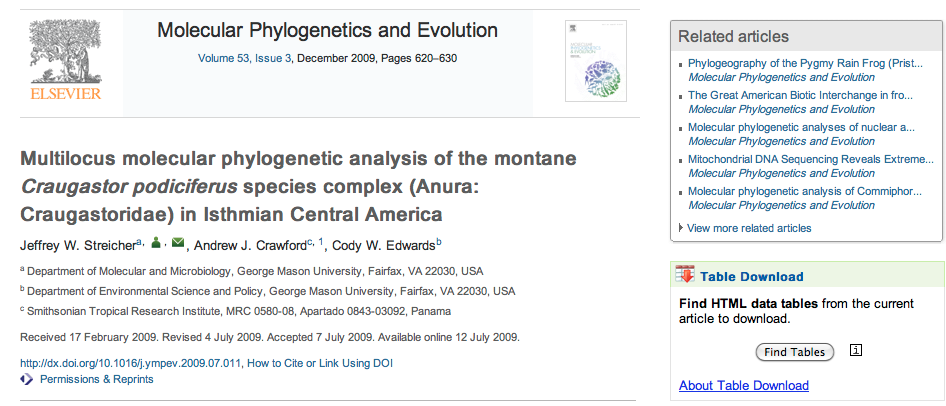 ELSEVIER
Molecular Phylogenetics and Evolution
Volume 53, Issue 3, December 2009, Pages 620–630
Multilocus molecular phylogenetic analysis of the montane
Craugastor podiciferus species complex (Anura:
Craugastoridae) in Isthmian Central America
Jeffrey W. Streichera, , , Andrew J. Crawfordc, 1, Cody W. Edwardsb
a Department of Molecular and Microbiology, George Mason University, Fairfax, VA 22030, USA
b Department of Environmental Science and Policy, George Mason University, Fairfax, VA 22030, USA
c Smithsonian Tropical Research Institute, MRC 0580-08, Apartado 0843-03092, Panama
Received 17 February 2009. Revised 4 July 2009. Accepted 7 July 2009. Available online 12 July 2009.
http://dx.doi.org/10.1016/j.ympev.2009.07.011, How to Cite or Link Using DOI
Permissions & Reprints
Related articles
Phylogeography of the Pygmy Rain Frog (Prist...
Molecular Phylogenetics and Evolution
The Great American Biotic Interchange in fro...
Molecular Phylogenetics and Evolution
Molecular phylogenetic analyses of nuclear a...
Molecular Phylogenetics and Evolution
Mitochondrial DNA Sequencing Reveals Extreme...
Molecular Phylogenetics and Evolution
Molecular phylogenetic analysis of Commiphor...
Molecular Phylogenetics and Evolution
View more related articles
Table Download
Find HTML data tables from the current
article to download.
Find Tables i
About Table Download